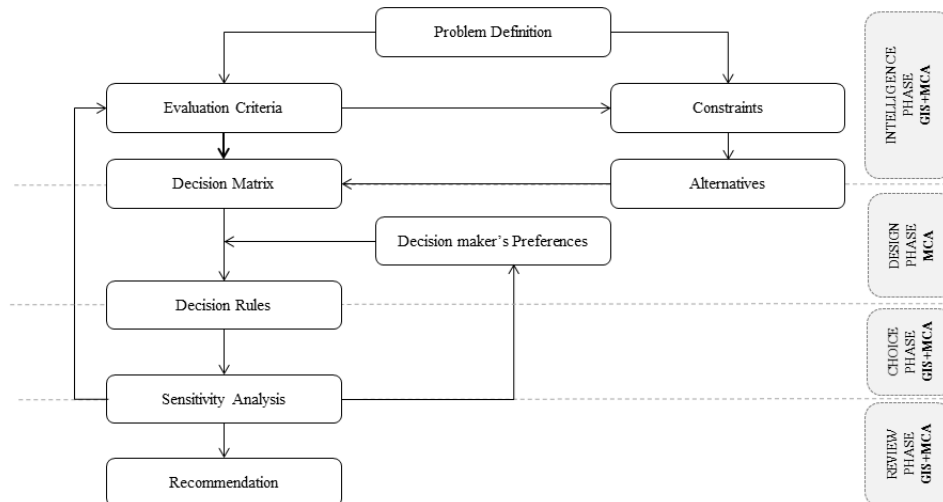 Problem Definition
Evaluation Criteria
Constraints
Decision Matrix
Alternatives
Decision maker's Preferences
Decision Rules
Sensitivity Analysis
Recommendation
INTELLIGENCE
PHASE
GIS+MCA
DESIGN
PHASE
MCA
CHOICE
PHASE
GIS+MCA
REVIEW
PHASE
GIS+MCA